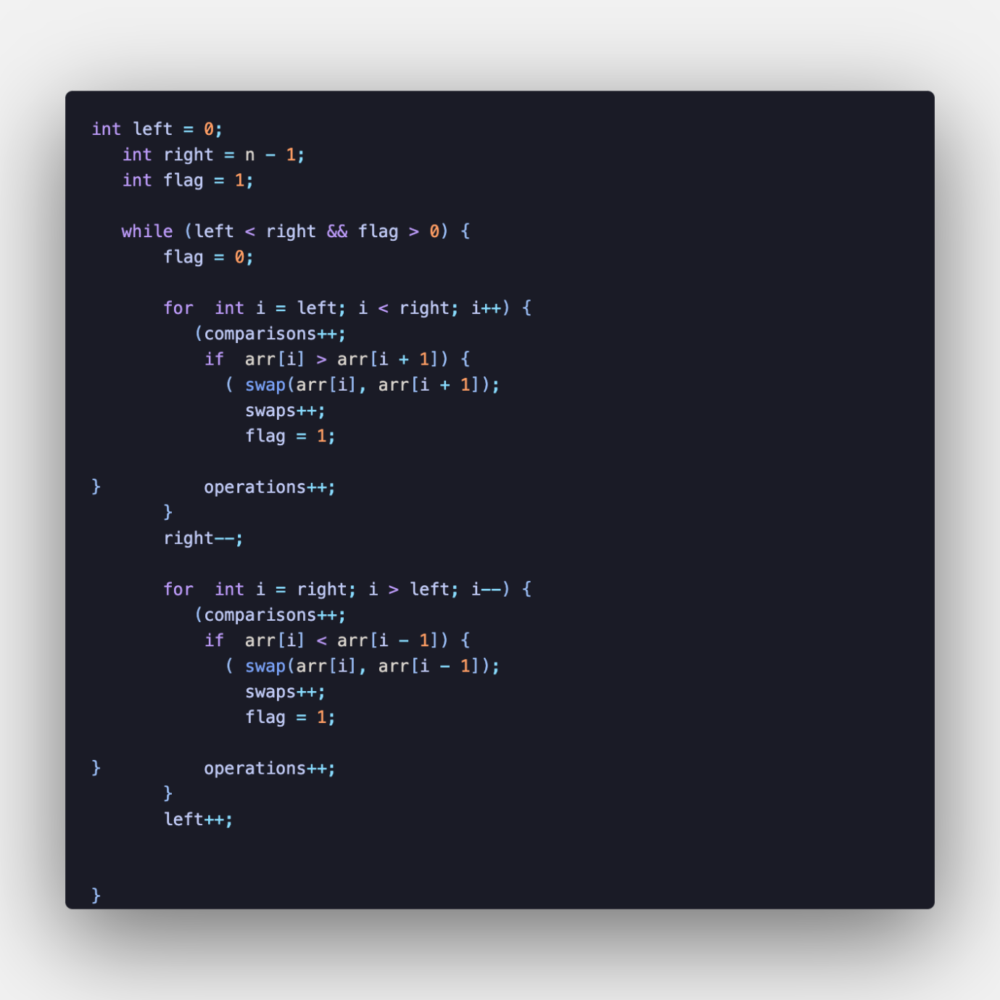 int left = 0;
   int right = n - 1;
   int flag = 1;

   while (left < right && flag > 0) {
       flag = 0;

       for  int i = left; i < right; i++) {
          (comparisons++;
           if  arr[i] > arr[i + 1]) {
             ( swap(arr[i], arr[i + 1]);
               swaps++;
               flag = 1;

}          operations++;
       }
       right--;

       for  int i = right; i > left; i--) {
          (comparisons++;
           if  arr[i] < arr[i - 1]) {
             ( swap(arr[i], arr[i - 1]);
               swaps++;
               flag = 1;

}          operations++;
       }
       left++;


}